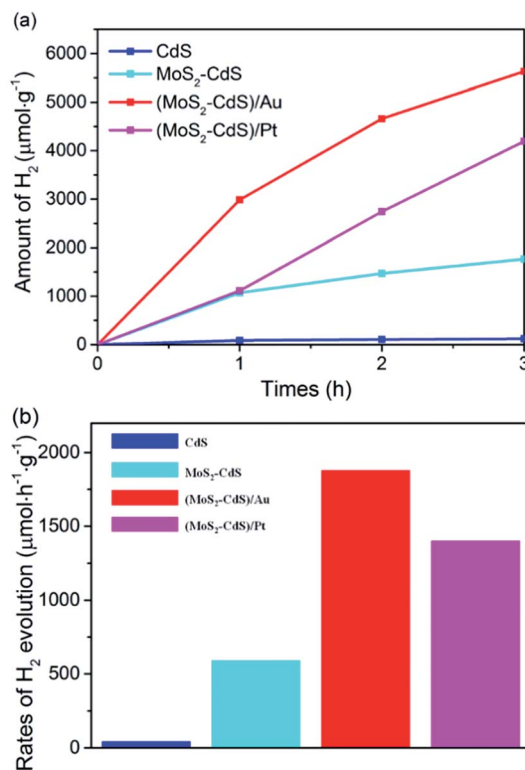 (a)
6000
5000
4000
3000
2000
1000
0
Amount of H₂ (μmol·g⁻¹)
CdS
MoS₂-CdS
(MoS₂-CdS)/Au
(MoS₂-CdS)/Pt
0 1 2 3
Times (h)
(b)
2000
1500
1000
500
0
Rates of H₂ evolution (μmol·h⁻¹·g⁻¹)
CdS
MoS₂-CdS
(MoS₂-CdS)/Au
(MoS₂-CdS)/Pt